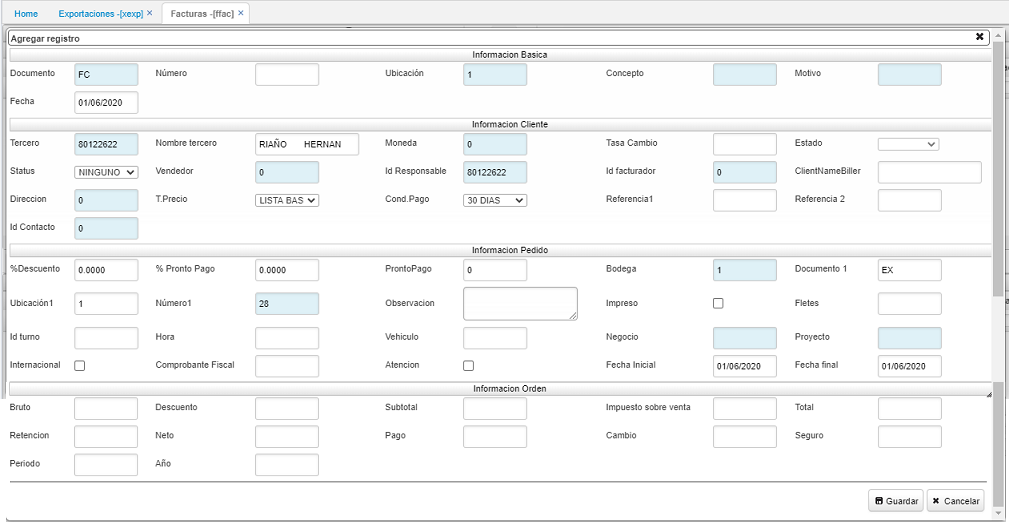 Home Exportaciones -[xexp] × Facturas -[ffac] ×
Agregar registro ✖
Informacion Basica
Documento FC Número Ubicación 1 Concepto Motivo
Fecha 01/06/2020
Informacion Cliente
Tercero 80122622 Nombre tercero RIAÑO HERNAN Moneda 0 Tasa Cambio Estado
Status NINGUNO Vendedor 0 Id Responsable 80122622 Id facturador 0 ClientNameBiller
Direccion 0 T.Precio LISTA BAS Cond.Pago 30 DIAS Referencia1 Referencia 2
Id Contacto 0
Informacion Pedido
%Descuento 0.0000 % Pronto Pago 0.0000 ProntoPago 0 Bodega 1 Documento 1 EX
Ubicación1 1 Número1 28 Observacion Impreso Fletes
Id turno Hora Vehiculo Negocio Proyecto
Internacional Comprobante Fiscal Atencion Fecha Inicial 01/06/2020 Fecha final 01/06/2020
Informacion Orden
Bruto Descuento Subtotal Impuesto sobre venta Total
Retencion Neto Pago Cambio Seguro
Periodo Año
Guardar ✖ Cancelar